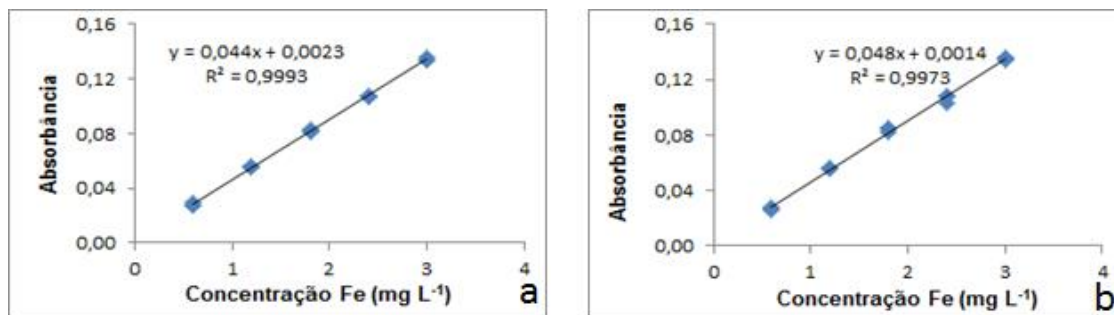 0,16
0,12
0,08
0,04
0,00
Absorbância
y = 0,044x + 0,0023
R² = 0,9993
0
1
2
3
4
Concentração Fe (mg L⁻¹)
a
0,16
0,12
0,08
0,04
0,00
Absorbância
y = 0,048x + 0,0014
R² = 0,9973
0
1
2
3
4
Concentração Fe (mg L⁻¹)
b